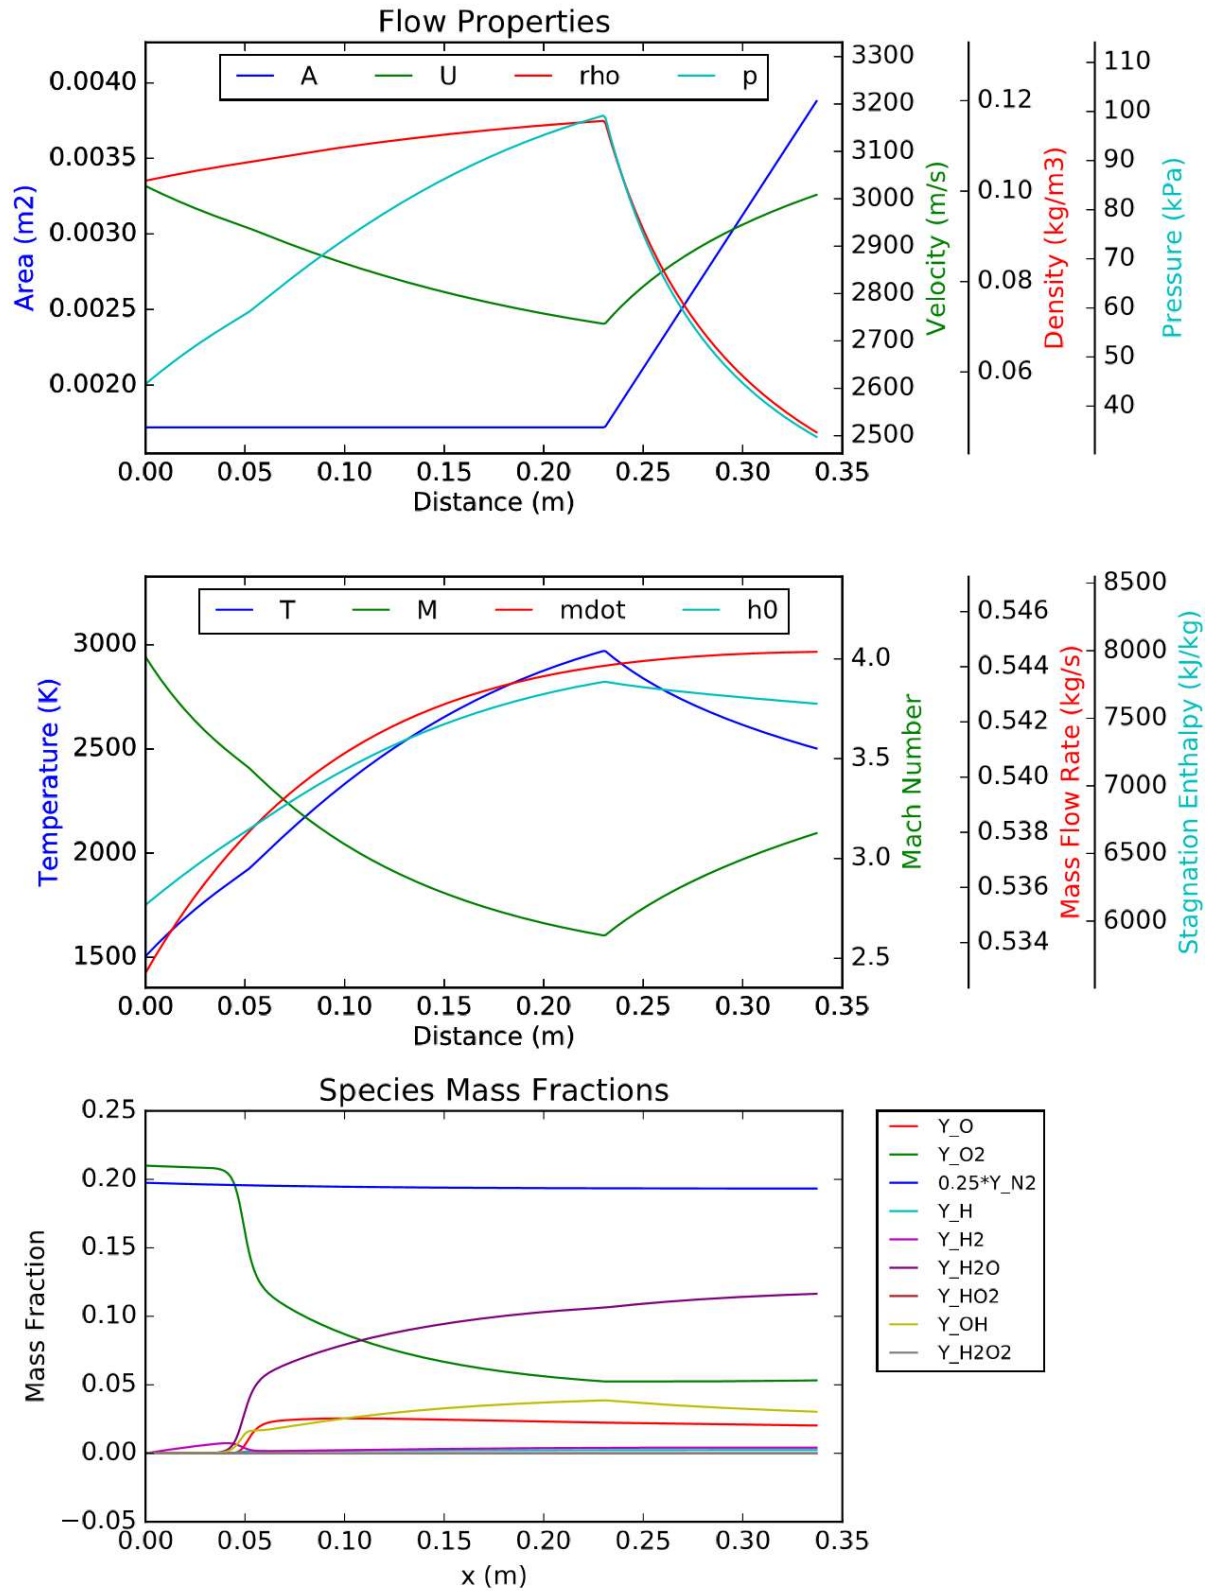 Flow Properties
A U rho p
Area (m2)
0.0040
0.0035
0.0030
0.0025
0.0020
3300
3200
3100
3000
2900
2800
2700
2600
2500
Velocity (m/s)
0.12
0.10
0.08
0.06
Density (kg/m3)
110
100
90
80
70
60
50
40
Pressure (kPa)
0.00 0.05 0.10 0.15 0.20 0.25 0.30 0.35
Distance (m)
T M mdot h0
Temperature (K)
3000
2500
2000
1500
4.0
3.5
3.0
2.5
Mach Number
0.546
0.544
0.542
0.540
0.538
0.536
0.534
Mass Flow Rate (kg/s)
8500
8000
7500
7000
6500
6000
Stagnation Enthalpy (kJ/kg)
0.00 0.05 0.10 0.15 0.20 0.25 0.30 0.35
Distance (m)
Species Mass Fractions
Mass Fraction
0.25
0.20
0.15
0.10
0.05
0.00
−0.05
Y_O
Y_O2
0.25*Y_N2
Y_H
Y_H2
Y_H2O
Y_HO2
Y_OH
Y_H2O2
0.00 0.05 0.10 0.15 0.20 0.25 0.30 0.35
x (m)